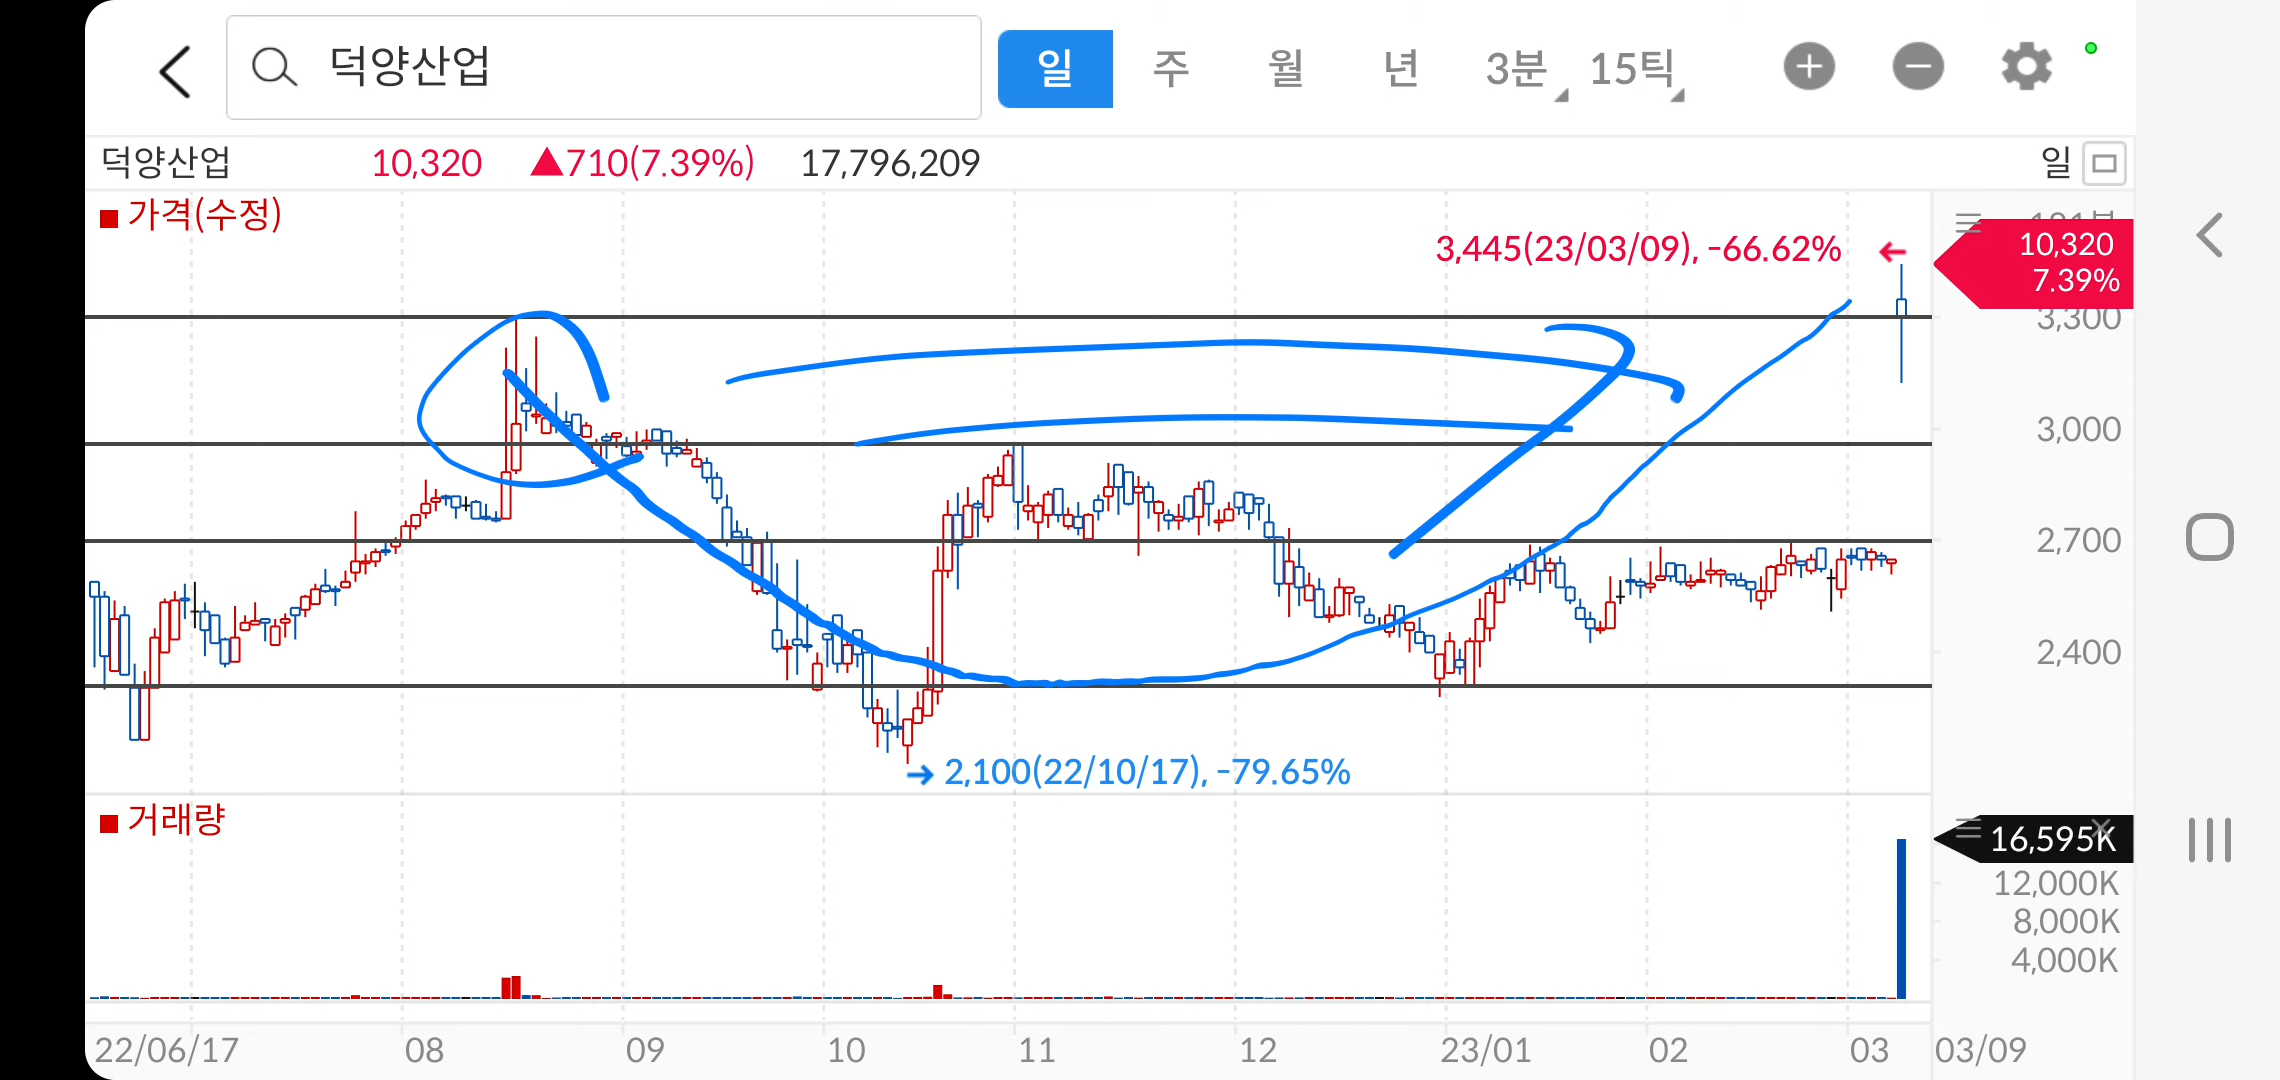 덕양산업 일 주 월 년 3분 15틱
덕양산업 10,320 ▲710(7.39%) 17,796,209 일
가격(수정)
3,445(23/03/09), -66.62% ←
10,320
7.39%
3,300
3,000
2,700
2,400
→ 2,100(22/10/17), -79.65%
거래량
16,595K
12,000K
8,000K
4,000K
22/06/17 08 09 10 11 12 23/01 02 03 03/09